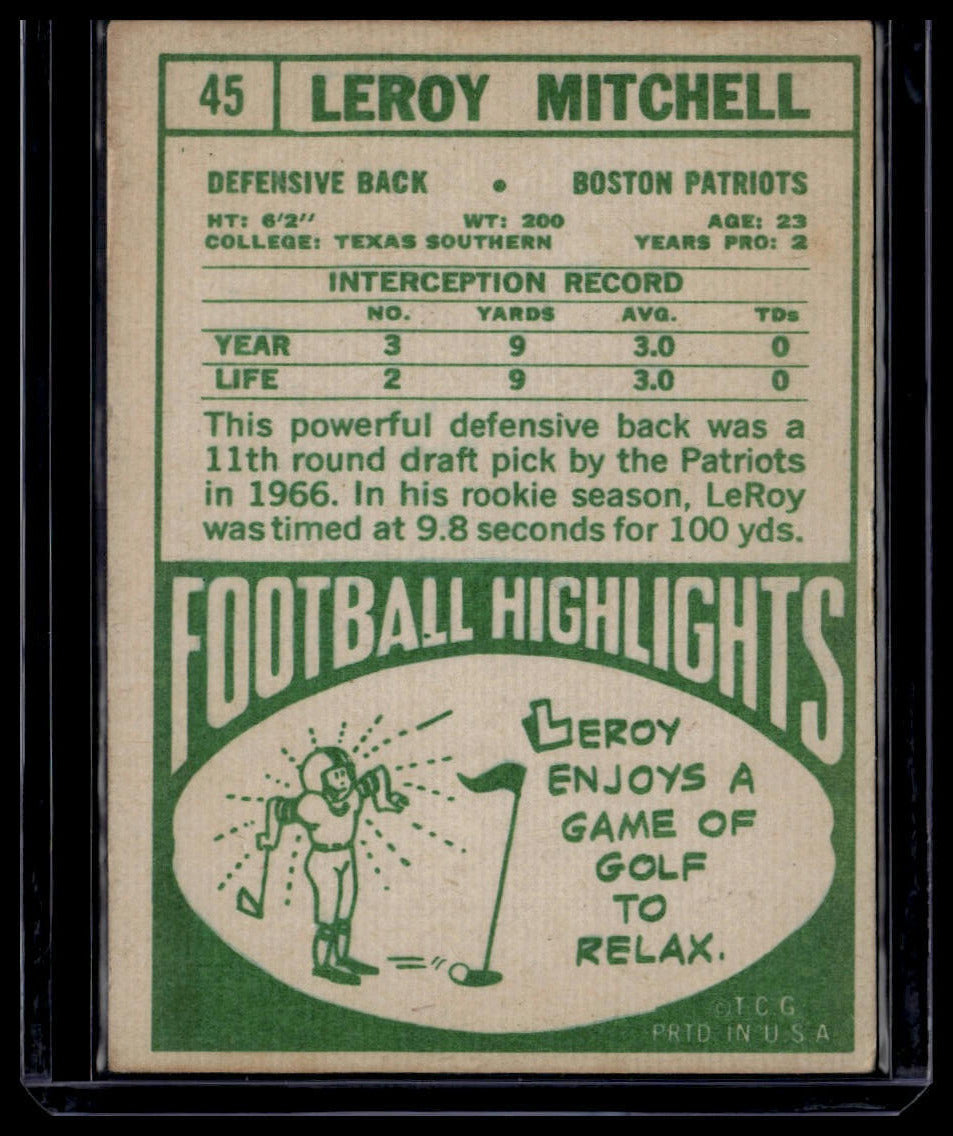 45 LEROY MITCHELL
DEFENSIVE BACK • BOSTON PATRIOTS
HT: 6'2" WT: 200 AGE: 23
COLLEGE: TEXAS SOUTHERN YEARS PRO: 2
INTERCEPTION RECORD
NO. YARDS AVG. TDs
YEAR 3 9 3.0 0
LIFE 2 9 3.0 0
This powerful defensive back was a
11th round draft pick by the Patriots
in 1966. In his rookie season, LeRoy
was timed at 9.8 seconds for 100 yds.
FOOTBALL HIGHLIGHTS
LEROY
ENJOYS A
GAME OF
GOLF
TO
RELAX.
© T.C.G.
PRTD. IN U.S.A.